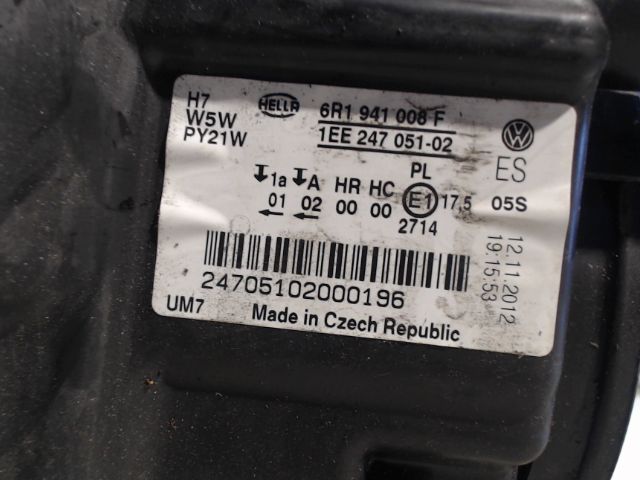 H7
W5W
PY21W
HELLA
6R1 941 008 F
1EE 247 051-02
ES
1a A HR HC PL E1 17,5 05S
01 02 00 00 2714
24705102000196
UM7
Made in Czech Republic
12.11.2012
19:15:53